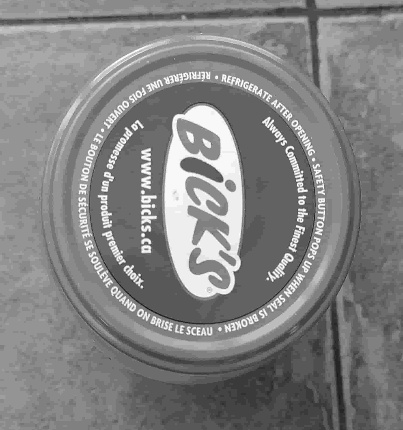 REFRIGERATE AFTER OPENING • SAFETY BUTTON POPS UP WHEN SEAL IS BROKEN •
RÉFRIGÉRER UNE FOIS OUVERT • LE BOUTON DE SÉCURITÉ SE SOULÈVE QUAND ON BRISE LE SCEAU •
Always Committed to the Finest Quality.
BICK'S®
www.bicks.ca
La promesse d'un produit premier choix.